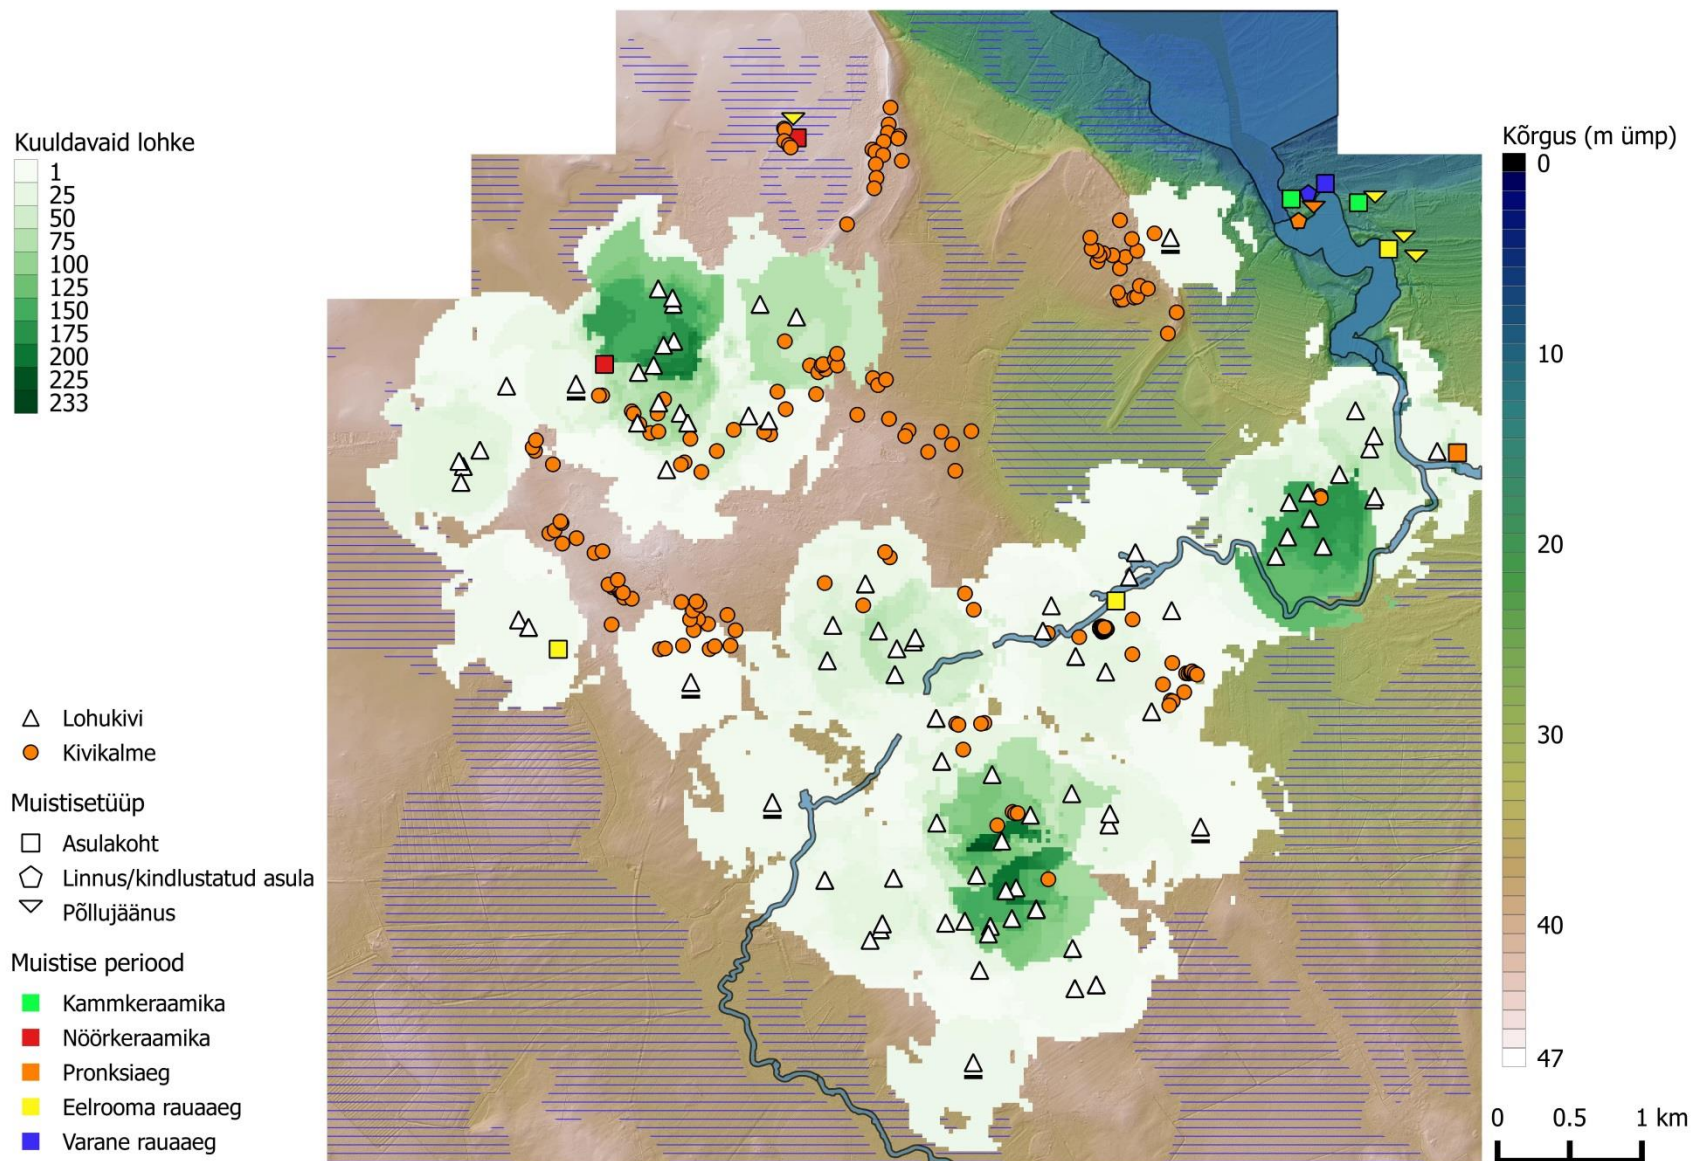 Kuuldavaid lohke
1
25
50
75
100
125
150
175
200
225
233
Lohukivi
Kivikalme
Muistisetüüp
Asulakoht
Linnus/kindlustatud asula
Põllujäänus
Muistise periood
Kammkeraamika
Nöörkeraamika
Pronksiaeg
Eelrooma rauaaeg
Varane rauaaeg
Kõrgus (m ümp)
0
10
20
30
40
47
0 0.5 1 km